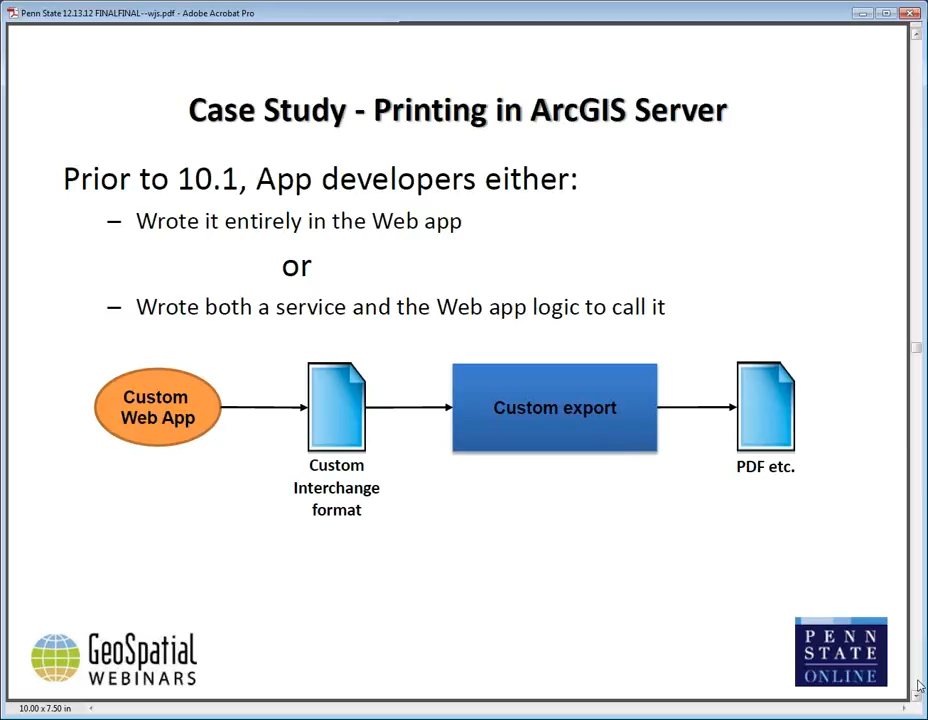 Penn State 12.13.12 FINALFINAL--wjs.pdf - Adobe Acrobat Pro
Case Study - Printing in ArcGIS Server
Prior to 10.1, App developers either:
– Wrote it entirely in the Web app
or
– Wrote both a service and the Web app logic to call it
Custom
Web App
Custom
Interchange
format
Custom export
PDF etc.
GeoSpatial
WEBINARS
PENN
STATE
ONLINE
10.00 x 7.50 in